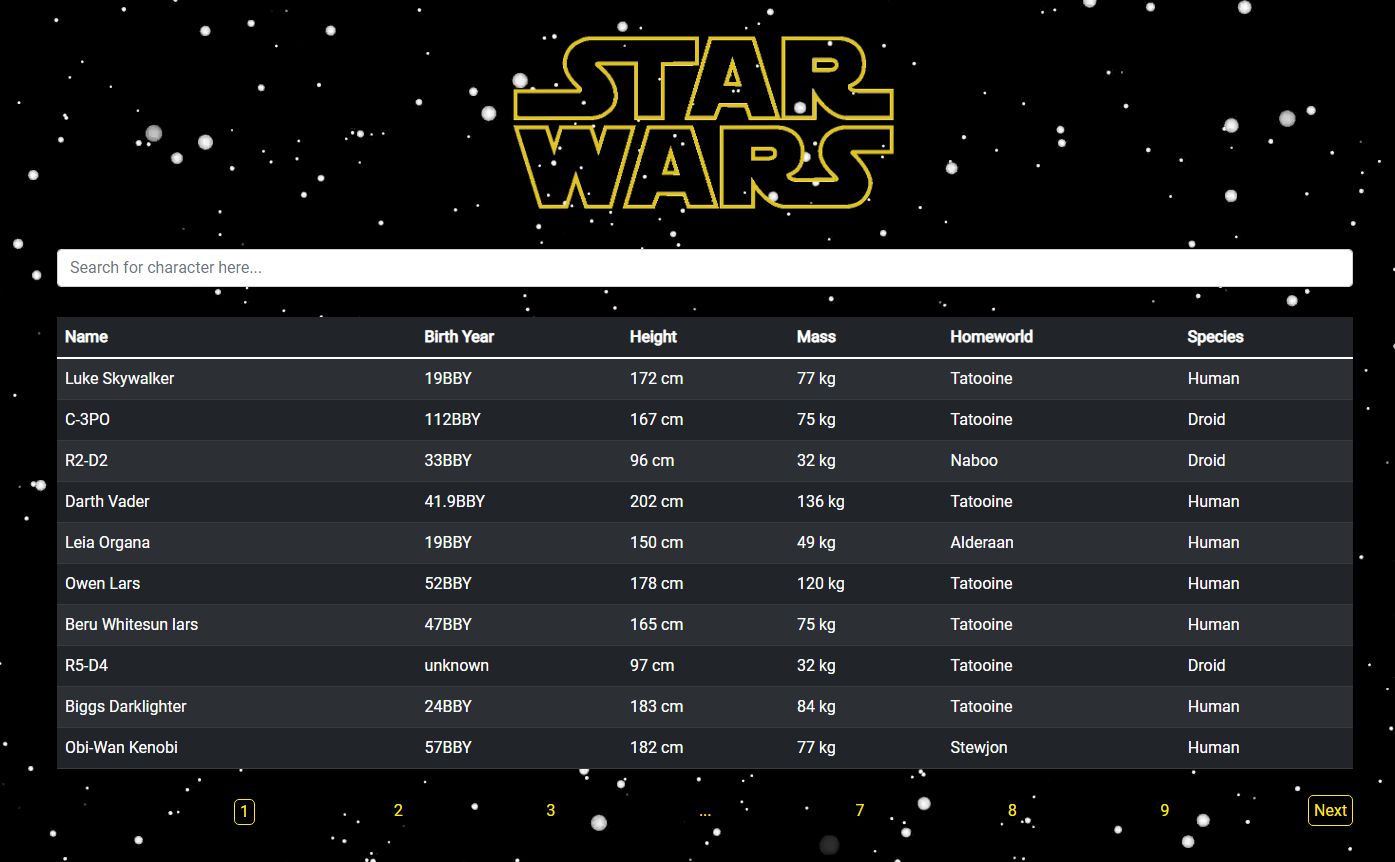 STAR
WARS
Search for character here...
Name Birth Year Height Mass Homeworld Species
Luke Skywalker 19BBY 172 cm 77 kg Tatooine Human
C-3PO 112BBY 167 cm 75 kg Tatooine Droid
R2-D2 33BBY 96 cm 32 kg Naboo Droid
Darth Vader 41.9BBY 202 cm 136 kg Tatooine Human
Leia Organa 19BBY 150 cm 49 kg Alderaan Human
Owen Lars 52BBY 178 cm 120 kg Tatooine Human
Beru Whitesun lars 47BBY 165 cm 75 kg Tatooine Human
R5-D4 unknown 97 cm 32 kg Tatooine Droid
Biggs Darklighter 24BBY 183 cm 84 kg Tatooine Human
Obi-Wan Kenobi 57BBY 182 cm 77 kg Stewjon Human
1 2 3 ... 7 8 9 Next